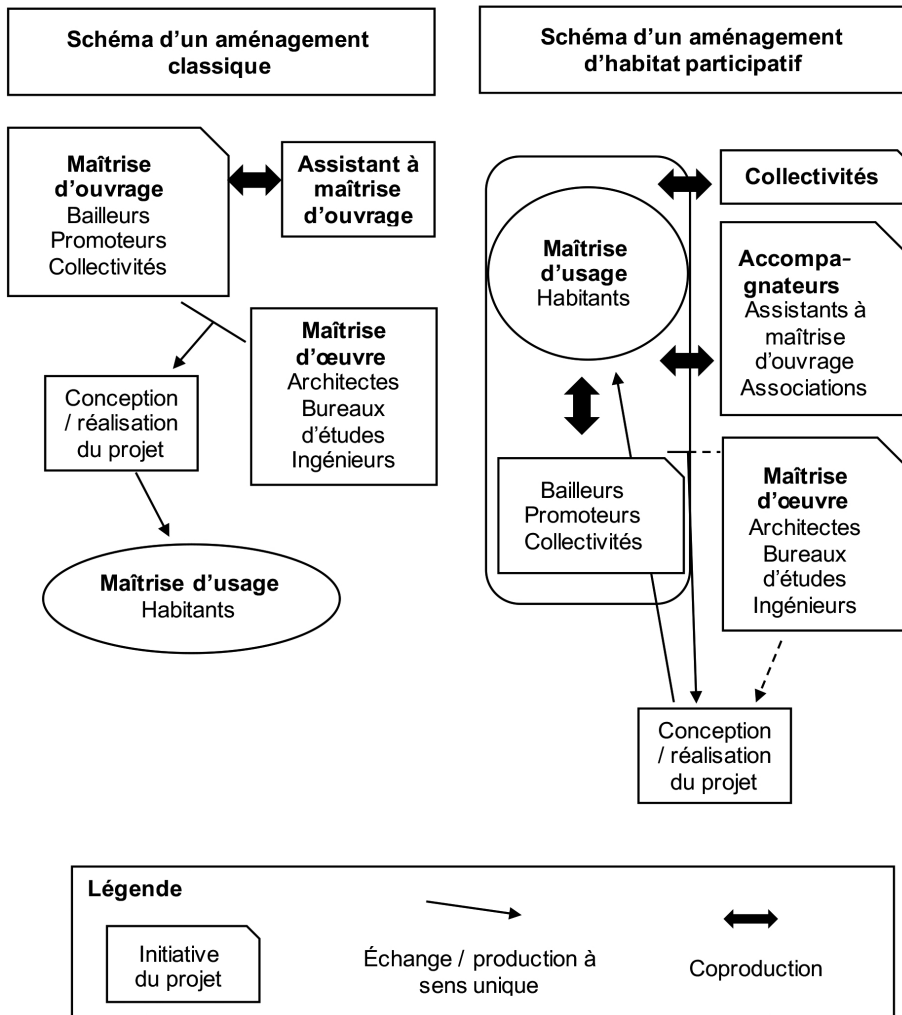 Schéma d’un aménagement
classique
Maîtrise
d’ouvrage
Bailleurs
Promoteurs
Collectivités
Assistant à
maîtrise
d’ouvrage
Maîtrise
d’œuvre
Architectes
Bureaux
d’études
Ingénieurs
Conception
/ réalisation
du projet
Maîtrise d’usage
Habitants
Schéma d’un aménagement
d’habitat participatif
Maîtrise
d’usage
Habitants
Collectivités
Accompa-
gnateurs
Assistants à
maîtrise
d’ouvrage
Associations
Bailleurs
Promoteurs
Collectivités
Maîtrise
d’œuvre
Architectes
Bureaux
d’études
Ingénieurs
Conception
/ réalisation
du projet
Légende
Initiative
du projet
Échange / production à
sens unique
Coproduction